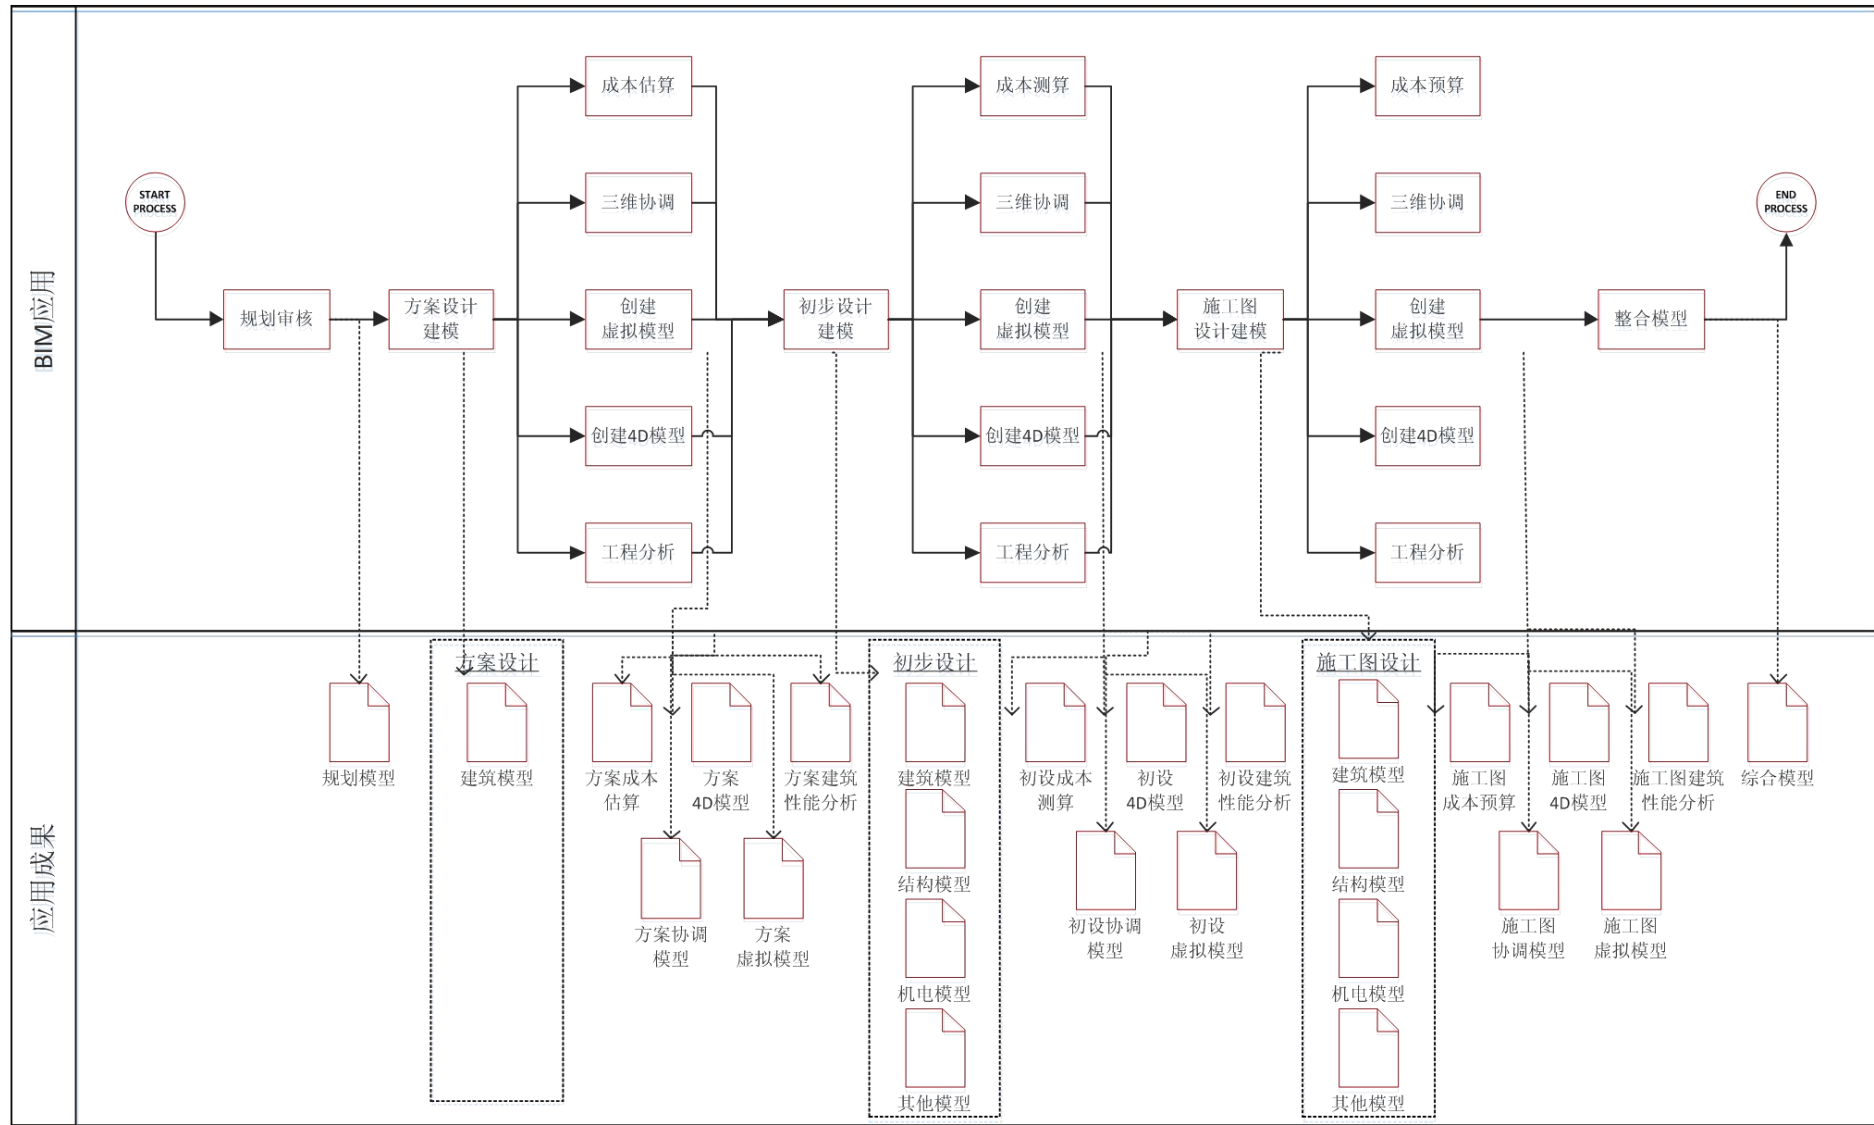 BIM应用
START
PROCESS
规划审核
方案设计
建模
成本估算
三维协调
创建
虚拟模型
创建4D模型
工程分析
初步设计
建模
成本测算
三维协调
创建
虚拟模型
创建4D模型
工程分析
施工图
设计建模
成本预算
三维协调
创建
虚拟模型
创建4D模型
工程分析
整合模型
END
PROCESS
应用成果
规划模型
方案设计
建筑模型
方案成本
估算
方案
4D模型
方案建筑
性能分析
方案协调
模型
方案
虚拟模型
初步设计
建筑模型
结构模型
机电模型
其他模型
初设成本
测算
初设
4D模型
初设建筑
性能分析
初设协调
模型
初设
虚拟模型
施工图设计
建筑模型
结构模型
机电模型
其他模型
施工图
成本预算
施工图
4D模型
施工图建筑
性能分析
施工图
协调模型
施工图
虚拟模型
综合模型